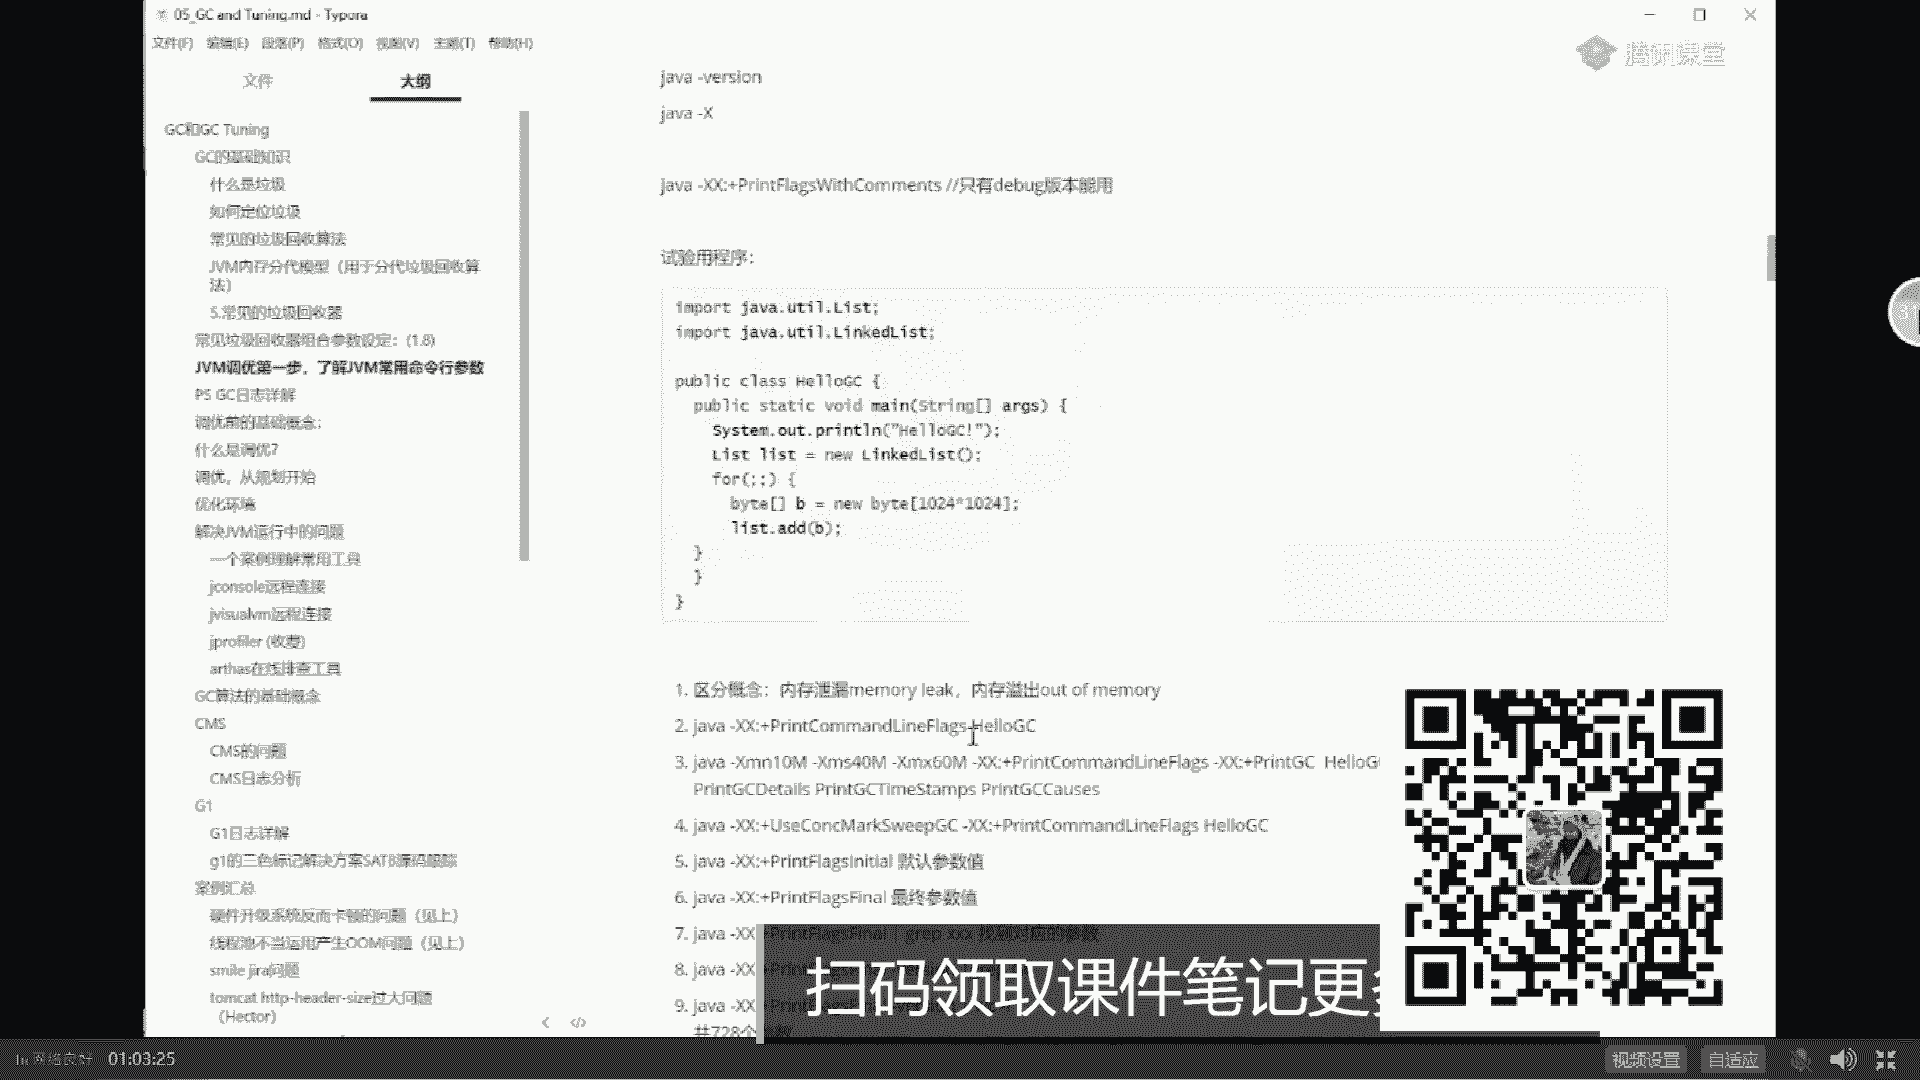 05_GC and Tuning.md - Typora
文件(F) 编辑(E) 段落(P) 格式(O) 视图(V) 主题(T) 帮助(H)
腾讯课堂
文件 大纲
GC和GC Tuning
GC的基础知识
什么是垃圾
如何定位垃圾
常见的垃圾回收算法
JVM内存分代模型（用于分代垃圾回收算
法）
5.常见的垃圾回收器
常见垃圾回收器组合参数设定：(1.8)
JVM调优第一步，了解JVM常用命令行参数
PS GC日志详解
调优前的基础概念：
什么是调优？
调优，从规划开始
优化环境
解决JVM运行中的问题
一个案例理解常用工具
jconsole远程连接
jvisualvm远程连接
jprofiler (收费)
arthas在线排查工具
GC算法的基础概念
CMS
CMS的问题
CMS日志分析
G1
G1日志详解
g1的三色标记解决方案SATB源码跟踪
案例汇总
硬件升级系统反而卡顿的问题（见上）
线程池不当运用产生OOM问题（见上）
smile jira问题
tomcat http-header-size过大问题
（Hector）
java -version
java -X
java -XX:+PrintFlagsWithComments //只有debug版本能用
试验用程序：
import java.util.List;
import java.util.LinkedList;
public class HelloGC {
public static void main(String[] args) {
System.out.println("HelloGC!");
List list = new LinkedList();
for(;;) {
byte[] b = new byte[1024*1024];
list.add(b);
}
}
}
1. 区分概念：内存泄漏memory leak，内存溢出out of memory
2. java -XX:+PrintCommandLineFlags HelloGC
3. java -Xmn10M -Xms40M -Xmx60M -XX:+PrintCommandLineFlags -XX:+PrintGC HelloG
PrintGCDetails PrintGCTimeStamps PrintGCCauses
4. java -XX:+UseConcMarkSweepGC -XX:+PrintCommandLineFlags HelloGC
5. java -XX:+PrintFlagsInitial 默认参数值
6. java -XX:+PrintFlagsFinal 最终参数值
7. java -XX:+PrintFlagsFinal | grep xxx 找到对应的参数
8. java -XX
9. java -XX
共728个参数
扫码领取课件笔记更
网络良好 01:03:25
视频设置 自适应